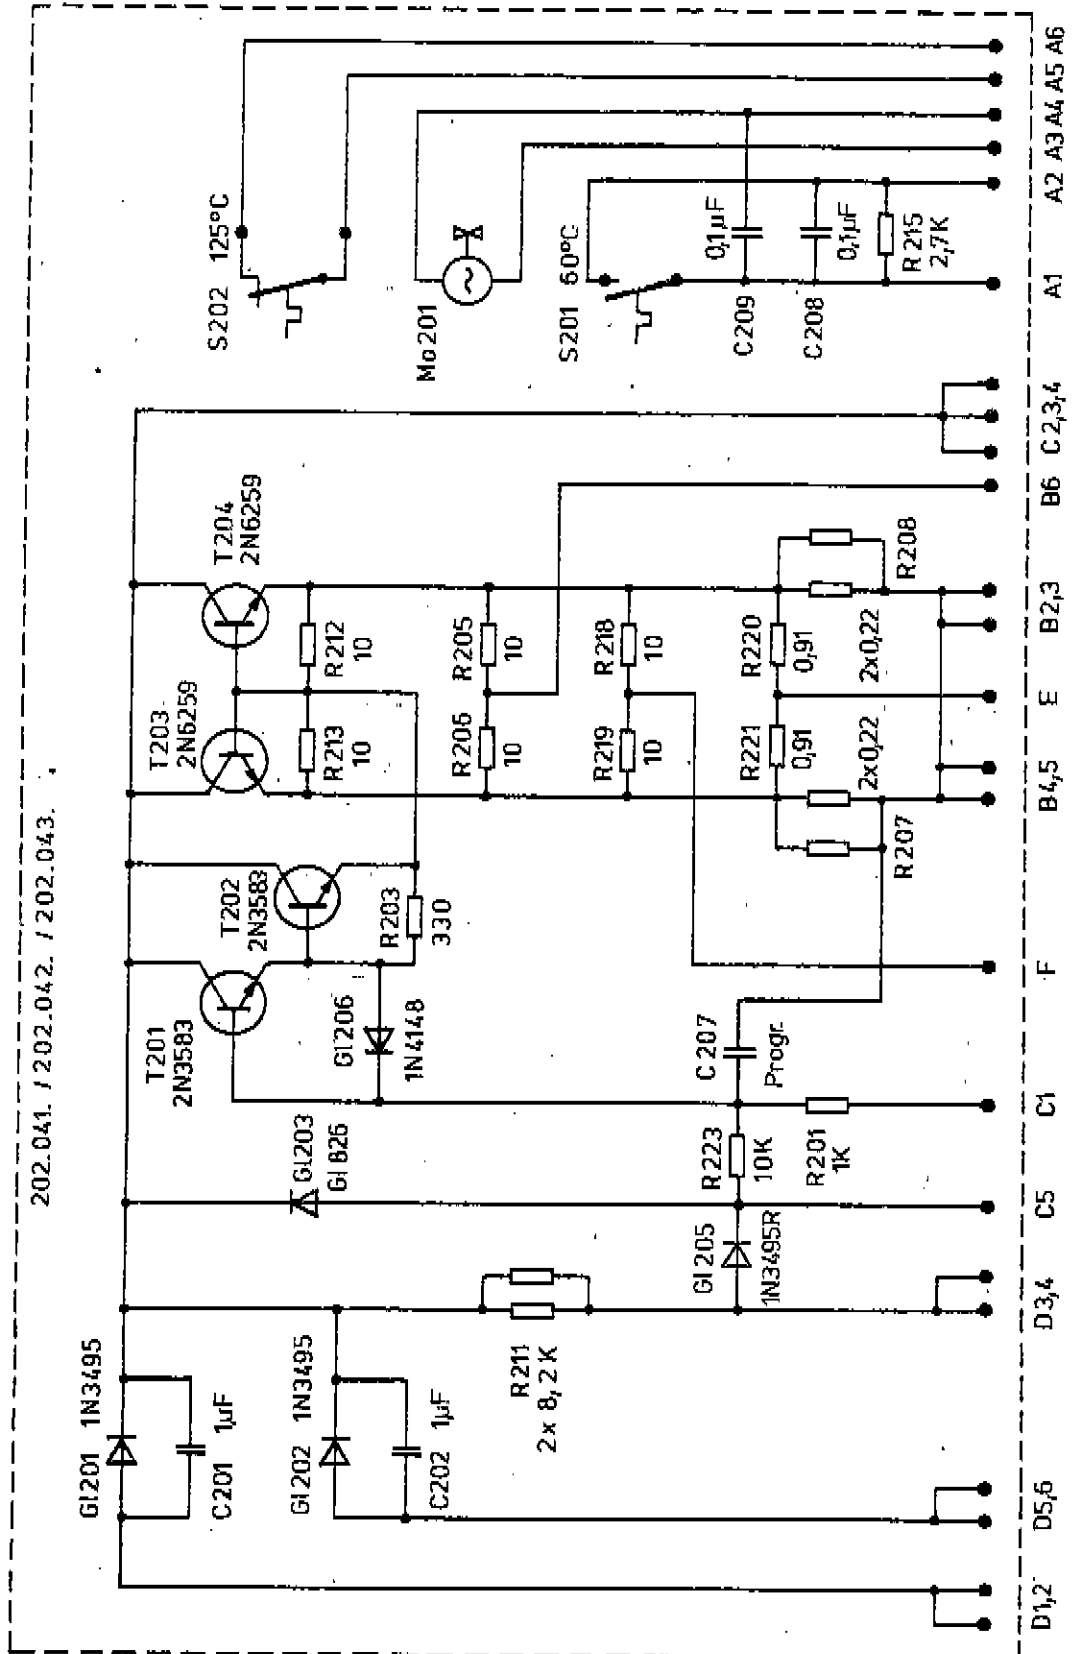 202.041. / 202.042. / 202.043.
Gl201 1N3495
C201 1µF
Gl202 1N3495
C202 1µF
R211
2x 8,2K
Gl205
1N3495R
Gl203
Gl 826
R223
10K
R201
1K
T201
2N3583
Gl206
1N4148
T202
2N3583
R203
330
C207
Progr.
T203
2N6259
T204
2N6259
R213
10
R212
10
R206
10
R205
10
R219
10
R218
10
R221
0,91
R220
0,91
2x0,22
2x0,22
R207
R208
S202 125°C
Mo201
S201 60°C
C209
0,1µF
C208
0,1µF
R215
2,7K
D1,2
D5,6
D3,4
C5
C1
F
B4,5
E
B2,3
B6
C2,3,4
A1
A2
A3
A4
A5
A6